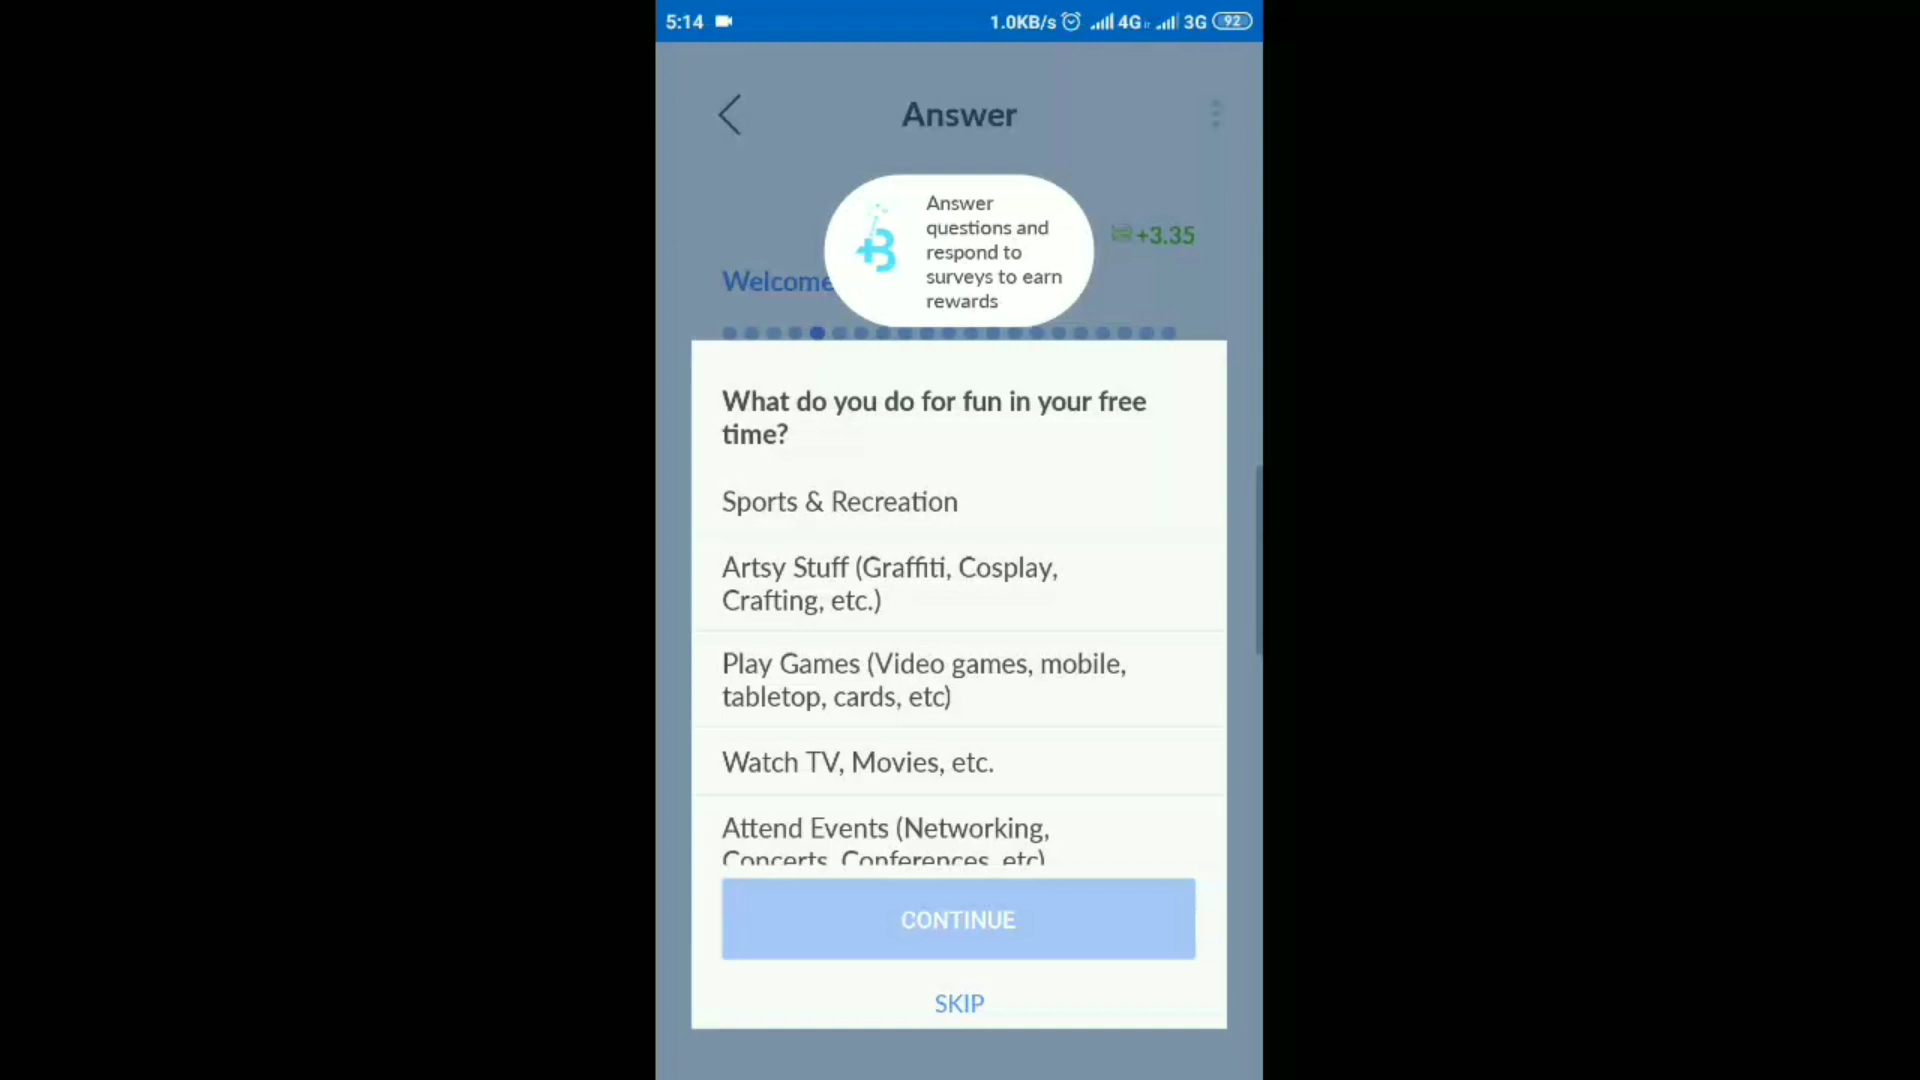 5:14 1.0KB/s 4G 3G 92
Answer
Answer
questions and
respond to
surveys to earn
rewards
+3.35
Welcome
What do you do for fun in your free
time?
Sports & Recreation
Artsy Stuff (Graffiti, Cosplay,
Crafting, etc.)
Play Games (Video games, mobile,
tabletop, cards, etc)
Watch TV, Movies, etc.
Attend Events (Networking,
Concerts, Conferences, etc)
CONTINUE
SKIP